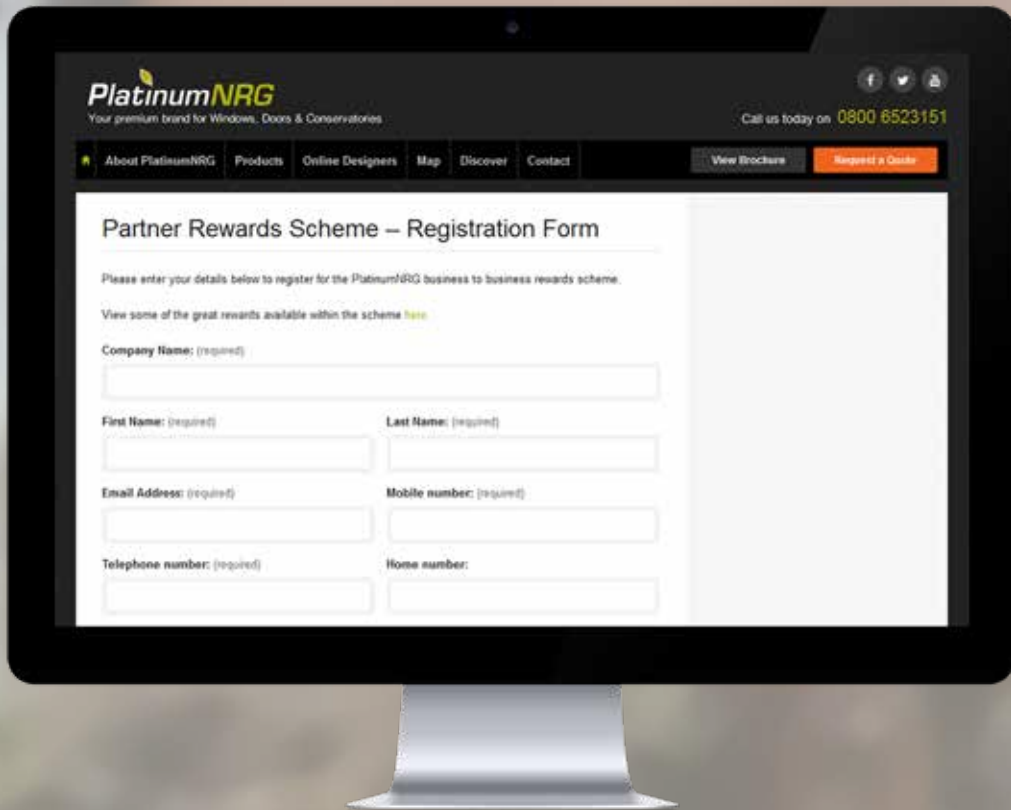 PlatinumNRG
Your premium brand for Windows, Doors & Conservatories
Call us today on 0800 6523151
About PlatinumNRG Products Online Designers Map Discover Contact View Brochure Request a Quote
Partner Rewards Scheme – Registration Form
Please enter your details below to register for the PlatinumNRG business to business rewards scheme.
View some of the great rewards available within the scheme here
Company Name: (required)
First Name: (required) Last Name: (required)
Email Address: (required) Mobile number: (required)
Telephone number: (required) Home number: